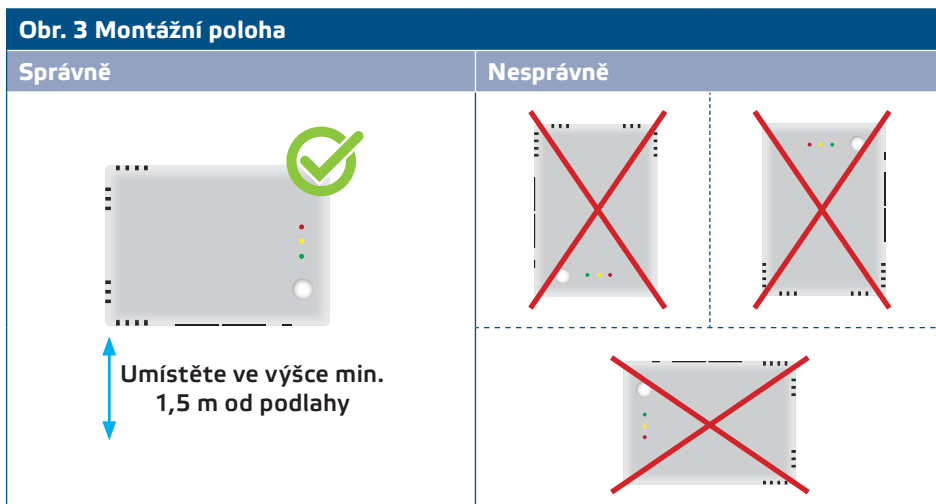 Obr. 3 Montážní poloha
Správně
Nesprávně
Umístěte ve výšce min.
1,5 m od podlahy